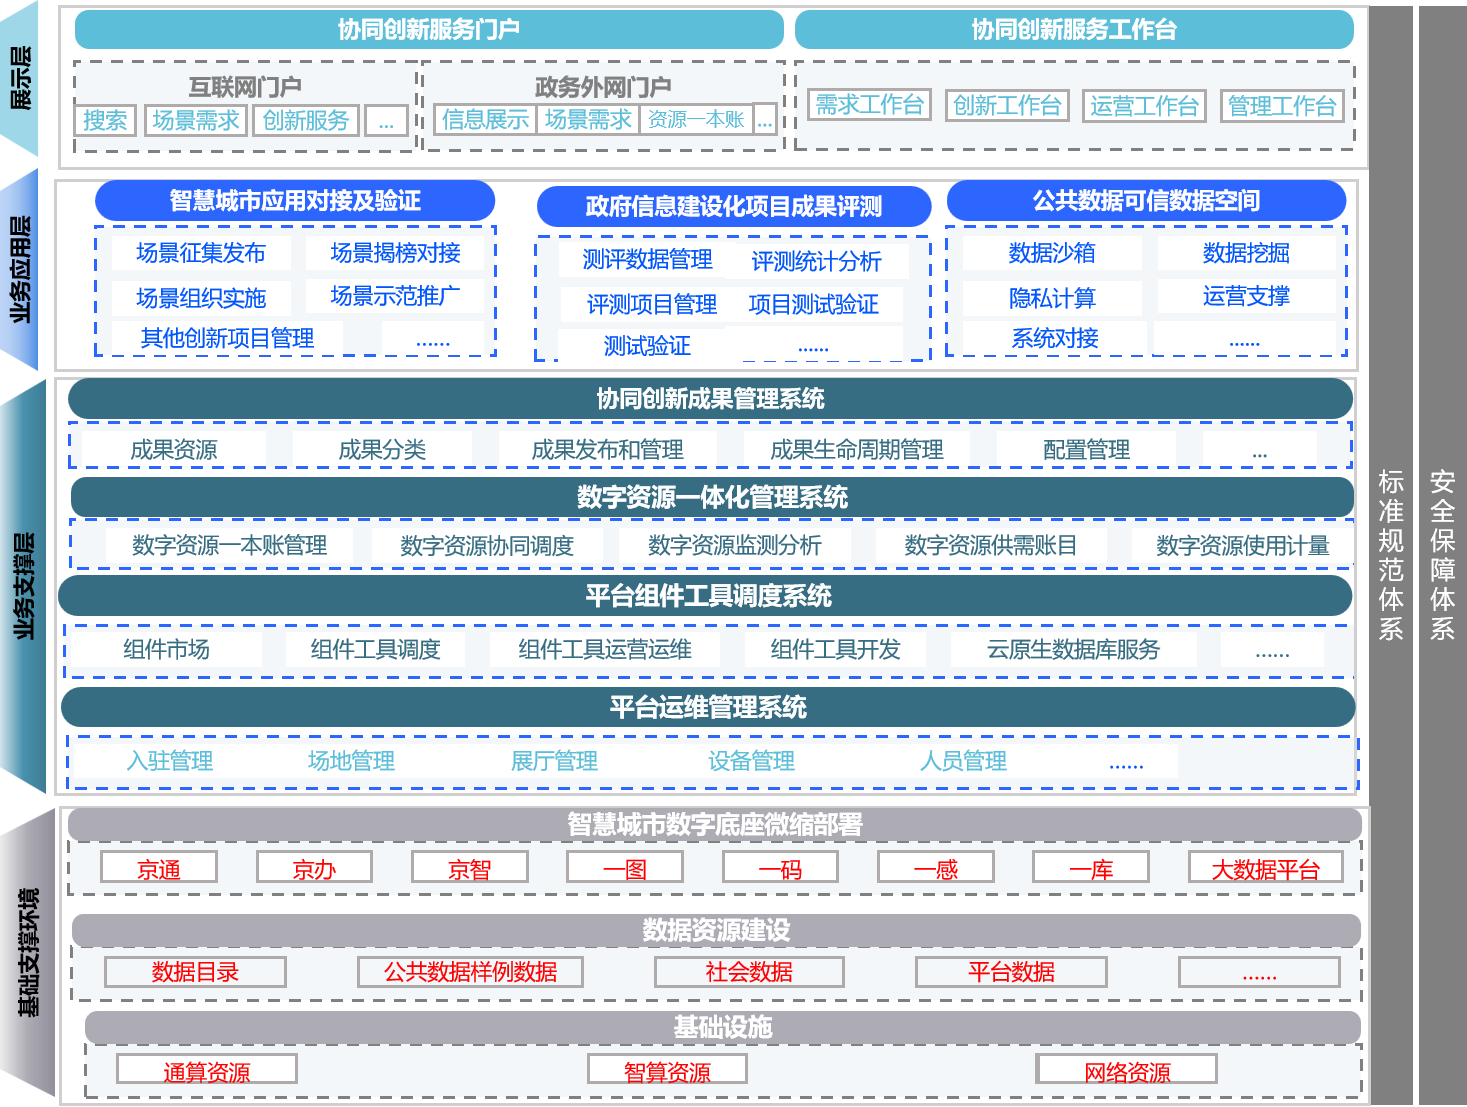 展示层
协同创新服务门户
协同创新服务工作台
互联网门户
搜索 场景需求 创新服务 ...
政务外网门户
信息展示 场景需求 资源一本账 ...
需求工作台 创新工作台 运营工作台 管理工作台
业务应用层
智慧城市应用对接及验证
场景征集发布 场景揭榜对接
场景组织实施 场景示范推广
其他创新项目管理 ......
政府信息建设化项目成果评测
测评数据管理 评测统计分析
评测项目管理 项目测试验证
测试验证 ......
公共数据可信数据空间
数据沙箱 数据挖掘
隐私计算 运营支撑
系统对接 ......
业务支撑层
协同创新成果管理系统
成果资源 成果分类 成果发布和管理 成果生命周期管理 配置管理 ...
数字资源一体化管理系统
数字资源一本账管理 数字资源协同调度 数字资源监测分析 数字资源供需账目 数字资源使用计量
平台组件工具调度系统
组件市场 组件工具调度 组件工具运营运维 组件工具开发 云原生数据库服务 ......
平台运维管理系统
入驻管理 场地管理 展厅管理 设备管理 人员管理 ......
基础支撑环境
智慧城市数字底座微缩部署
京通 京办 京智 一图 一码 一感 一库 大数据平台
数据资源建设
数据目录 公共数据样例数据 社会数据 平台数据 ......
基础设施
通算资源 智算资源 网络资源
标准规范体系
安全保障体系